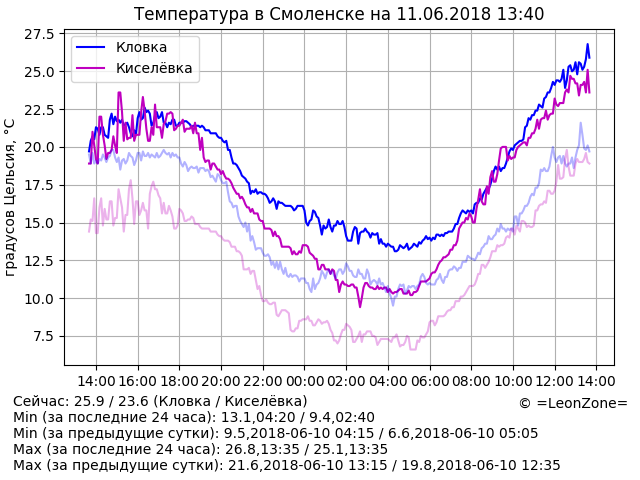 Температура в Смоленске на 11.06.2018 13:40
Кловка
Киселёвка
градусов Цельсия, °C
27.5
25.0
22.5
20.0
17.5
15.0
12.5
10.0
7.5
14:00 16:00 18:00 20:00 22:00 00:00 02:00 04:00 06:00 08:00 10:00 12:00 14:00
Сейчас: 25.9 / 23.6 (Кловка / Киселёвка)
© =LeonZone=
Min (за последние 24 часа): 13.1,04:20 / 9.4,02:40
Min (за предыдущие сутки): 9.5,2018-06-10 04:15 / 6.6,2018-06-10 05:05
Max (за последние 24 часа): 26.8,13:35 / 25.1,13:35
Max (за предыдущие сутки): 21.6,2018-06-10 13:15 / 19.8,2018-06-10 12:35